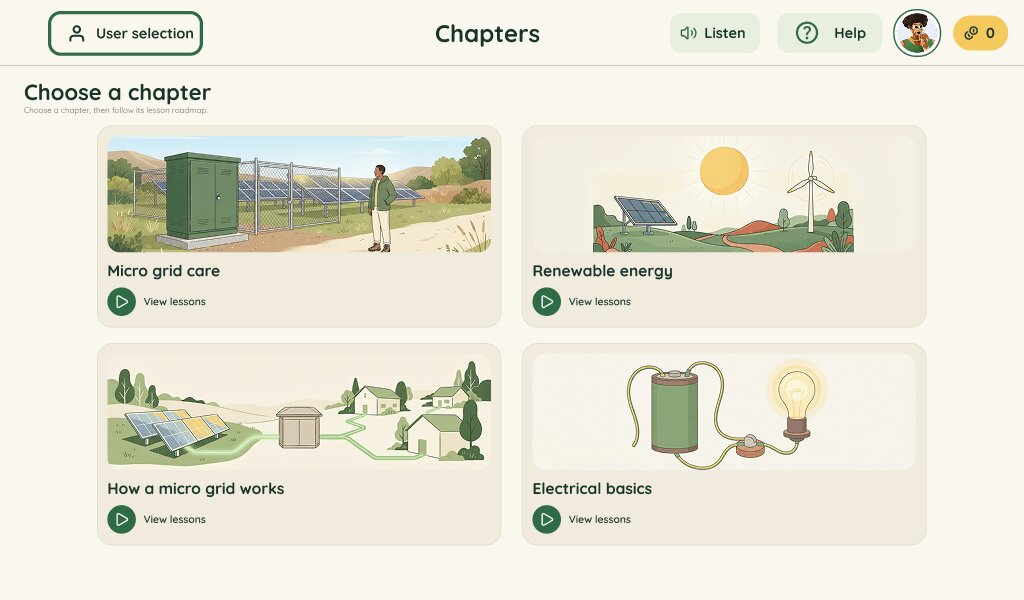 User selection
Chapters
Listen
Help
0
Choose a chapter
Choose a chapter, then follow its lesson roadmap.
Micro grid care
View lessons
Renewable energy
View lessons
How a micro grid works
View lessons
Electrical basics
View lessons